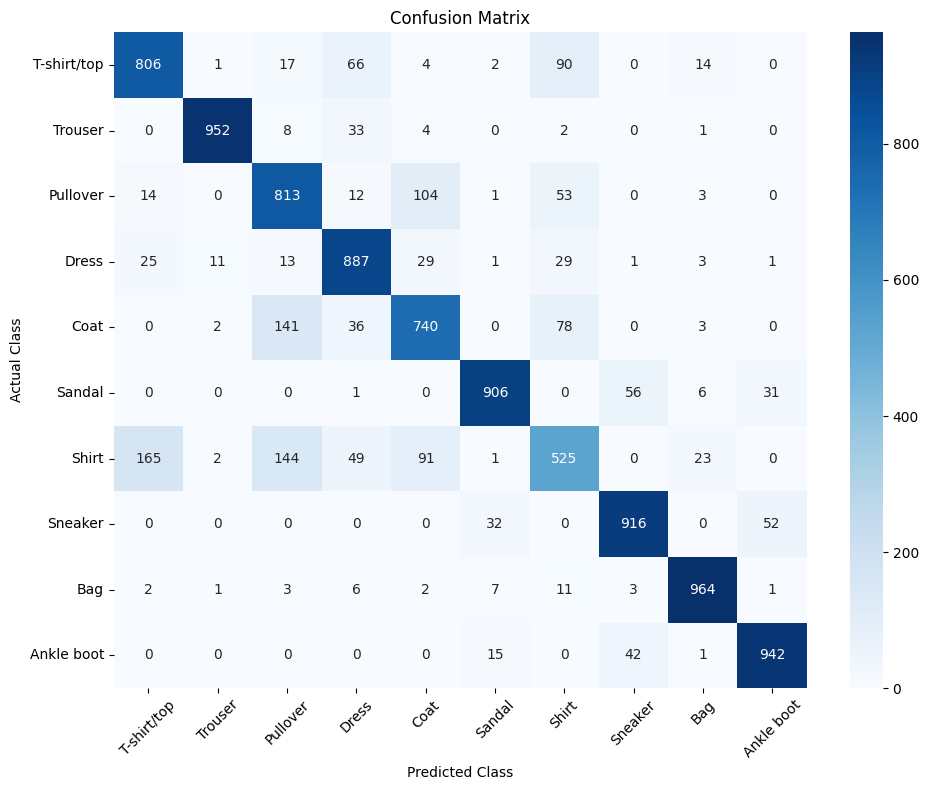 Confusion Matrix
T-shirt/top 806 1 17 66 4 2 90 0 14 0
Trouser 0 952 8 33 4 0 2 0 1 0
800
Pullover 14 0 813 12 104 1 53 0 3 0
Dress 25 11 13 887 29 1 29 1 3 1
600
Coat 0 2 141 36 740 0 78 0 3 0
Actual Class
Sandal 0 0 0 1 0 906 0 56 6 31
400
Shirt 165 2 144 49 91 1 525 0 23 0
Sneaker 0 0 0 0 0 32 0 916 0 52
200
Bag 2 1 3 6 2 7 11 3 964 1
Ankle boot 0 0 0 0 0 15 0 42 1 942
0
T-shirt/top Trouser Pullover Dress Coat Sandal Shirt Sneaker Bag Ankle boot
Predicted Class